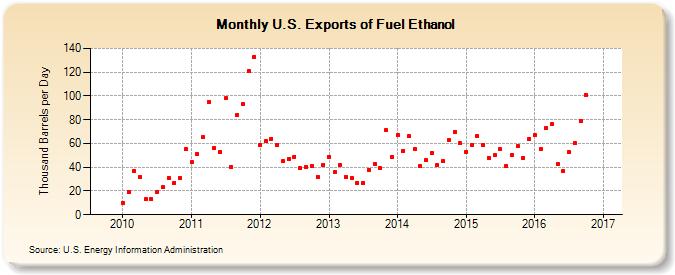 Monthly U.S. Exports of Fuel Ethanol
Thousand Barrels per Day
140
120
100
80
60
40
20
0
2010 2011 2012 2013 2014 2015 2016 2017
Source: U.S. Energy Information Administration